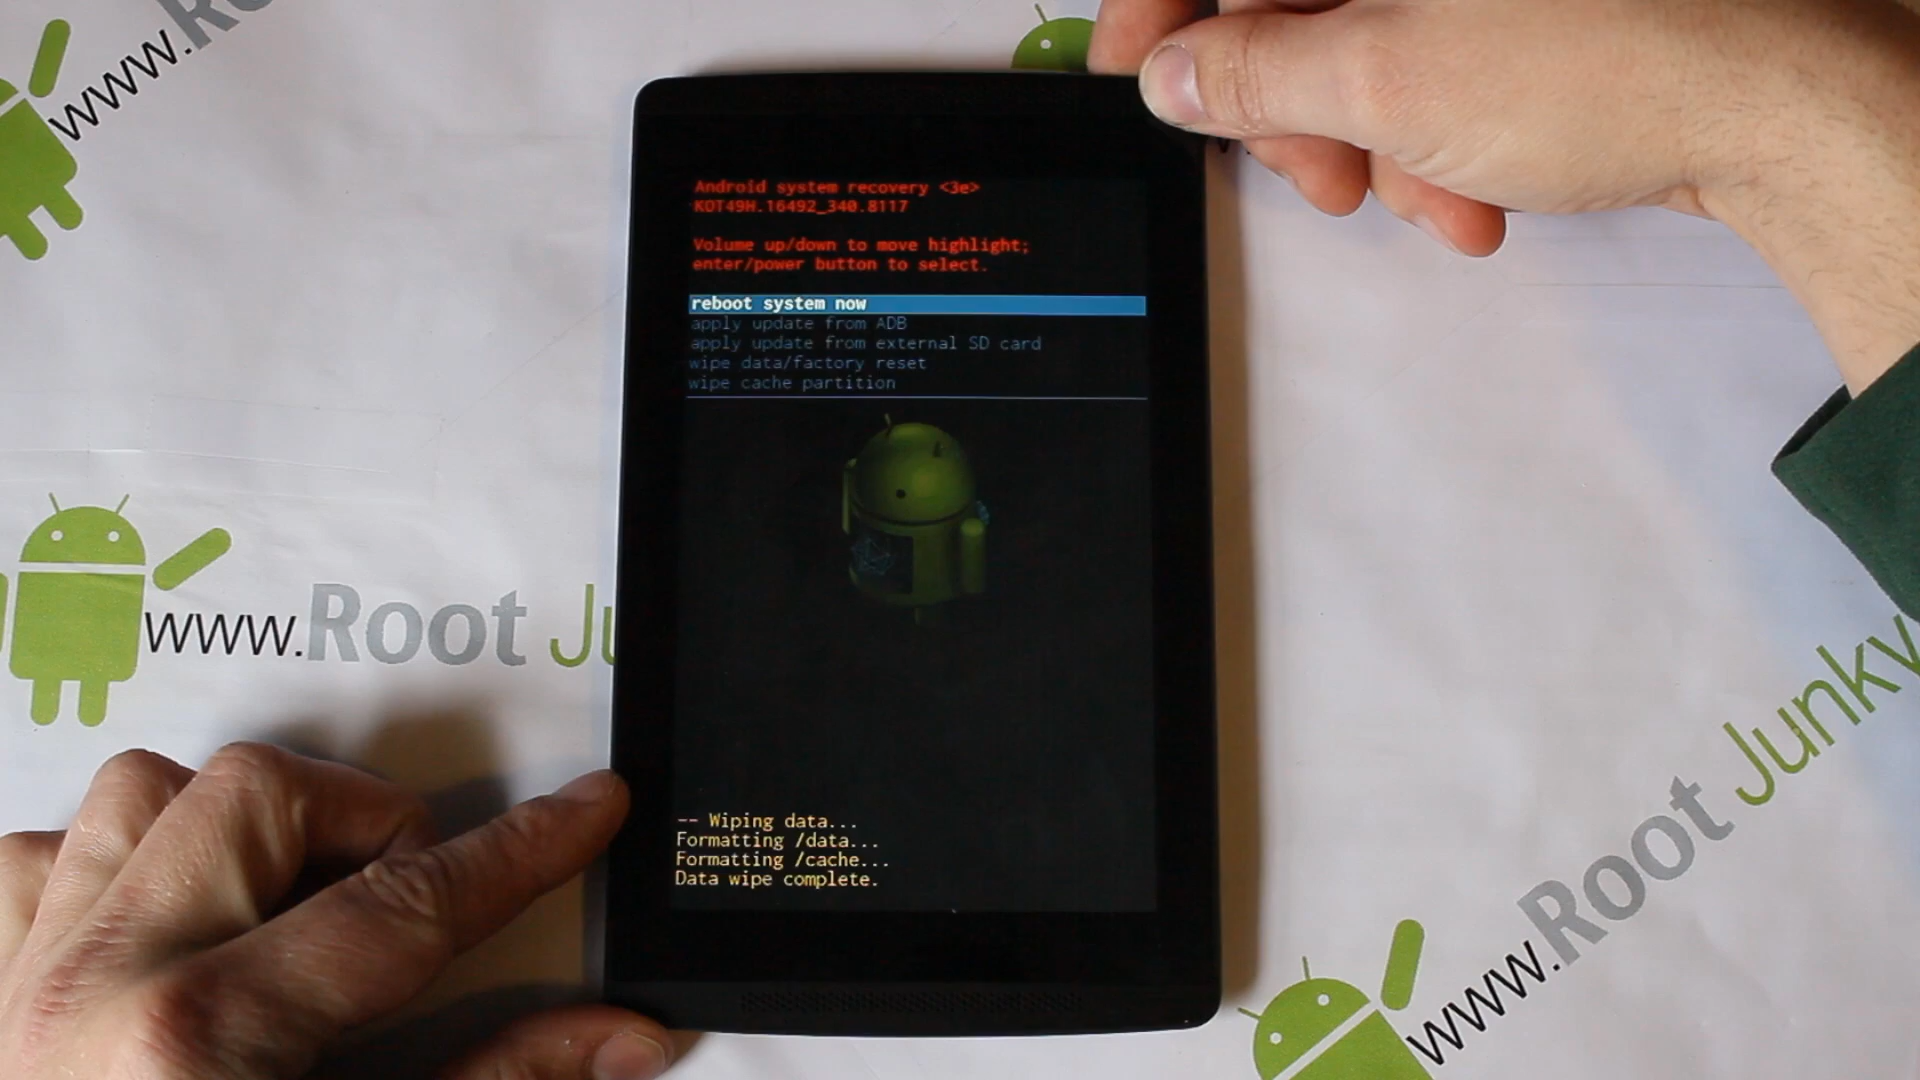 www.Ro
Android system recovery <3e>
KOT49H.16492_340.8117
Volume up/down to move highlight;
enter/power button to select.
reboot system now
apply update from ADB
apply update from external SD card
wipe data/factory reset
wipe cache partition
www.Root Ju
-- Wiping data...
Formatting /data...
Formatting /cache...
Data wipe complete.
www.Root Junky